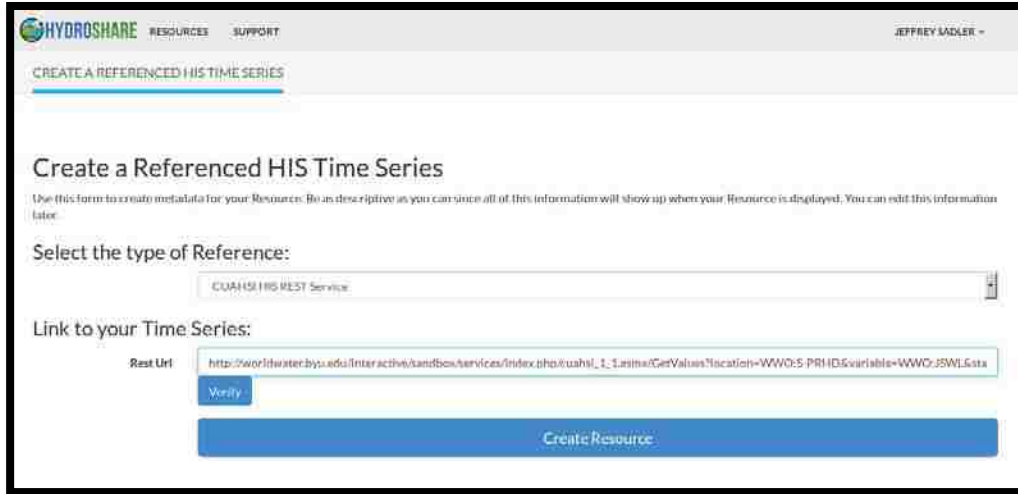 HYDROSHARE RESOURCES SUPPORT JEFFREY SADLER
CREATE A REFERENCED HIS TIME SERIES
Create a Referenced HIS Time Series
Use this form to create metadata for your Resource. Be as descriptive as you can since all of this information will show up when your Resource is displayed. You can edit this information
later.
Select the type of Reference:
CUAHSI HIS REST Service
Link to your Time Series:
Rest Url http://worldwater.byu.edu/interactive/sandbox/services/index.php/cuahsi_1_1.asmx/GetValues?location=WWO:S-PRHD&variable=WWO:JSWL&sta
Verify
Create Resource